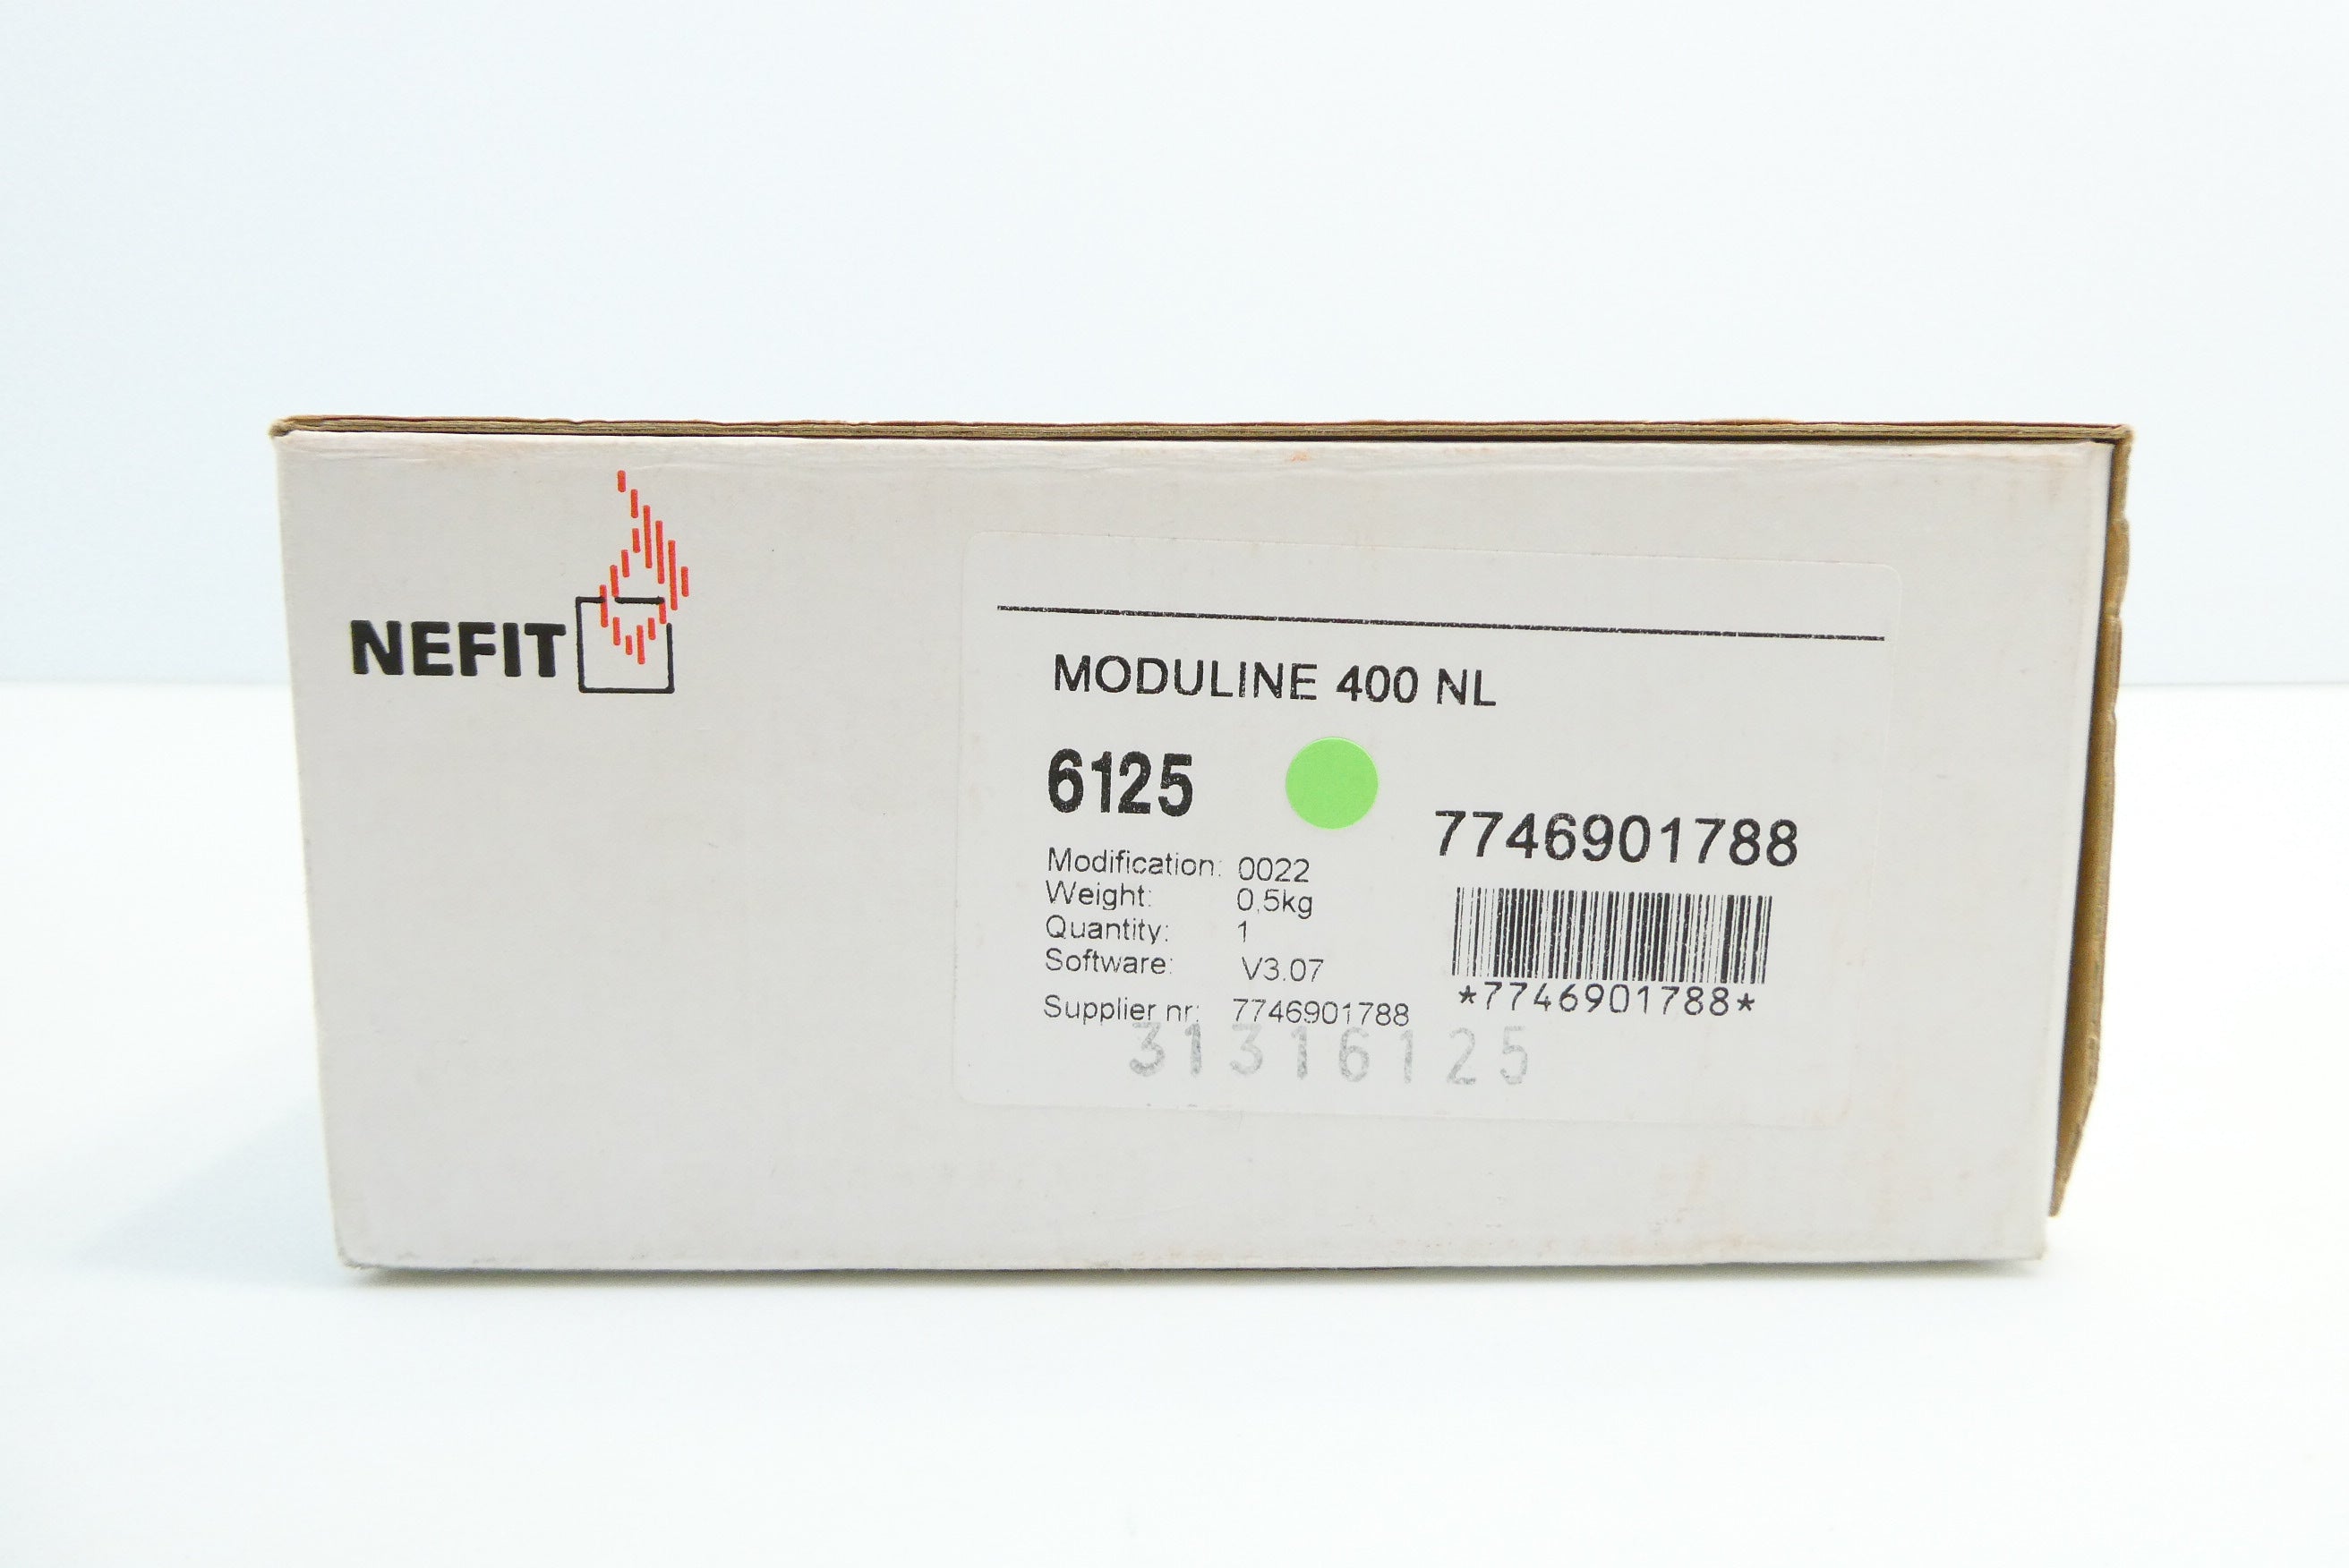 NEFIT
MODULINE 400 NL
6125
7746901788
Modification: 0022
Weight: 0,5kg
Quantity: 1
Software: V3.07
Supplier nr: 7746901788
*7746901788*
31316125